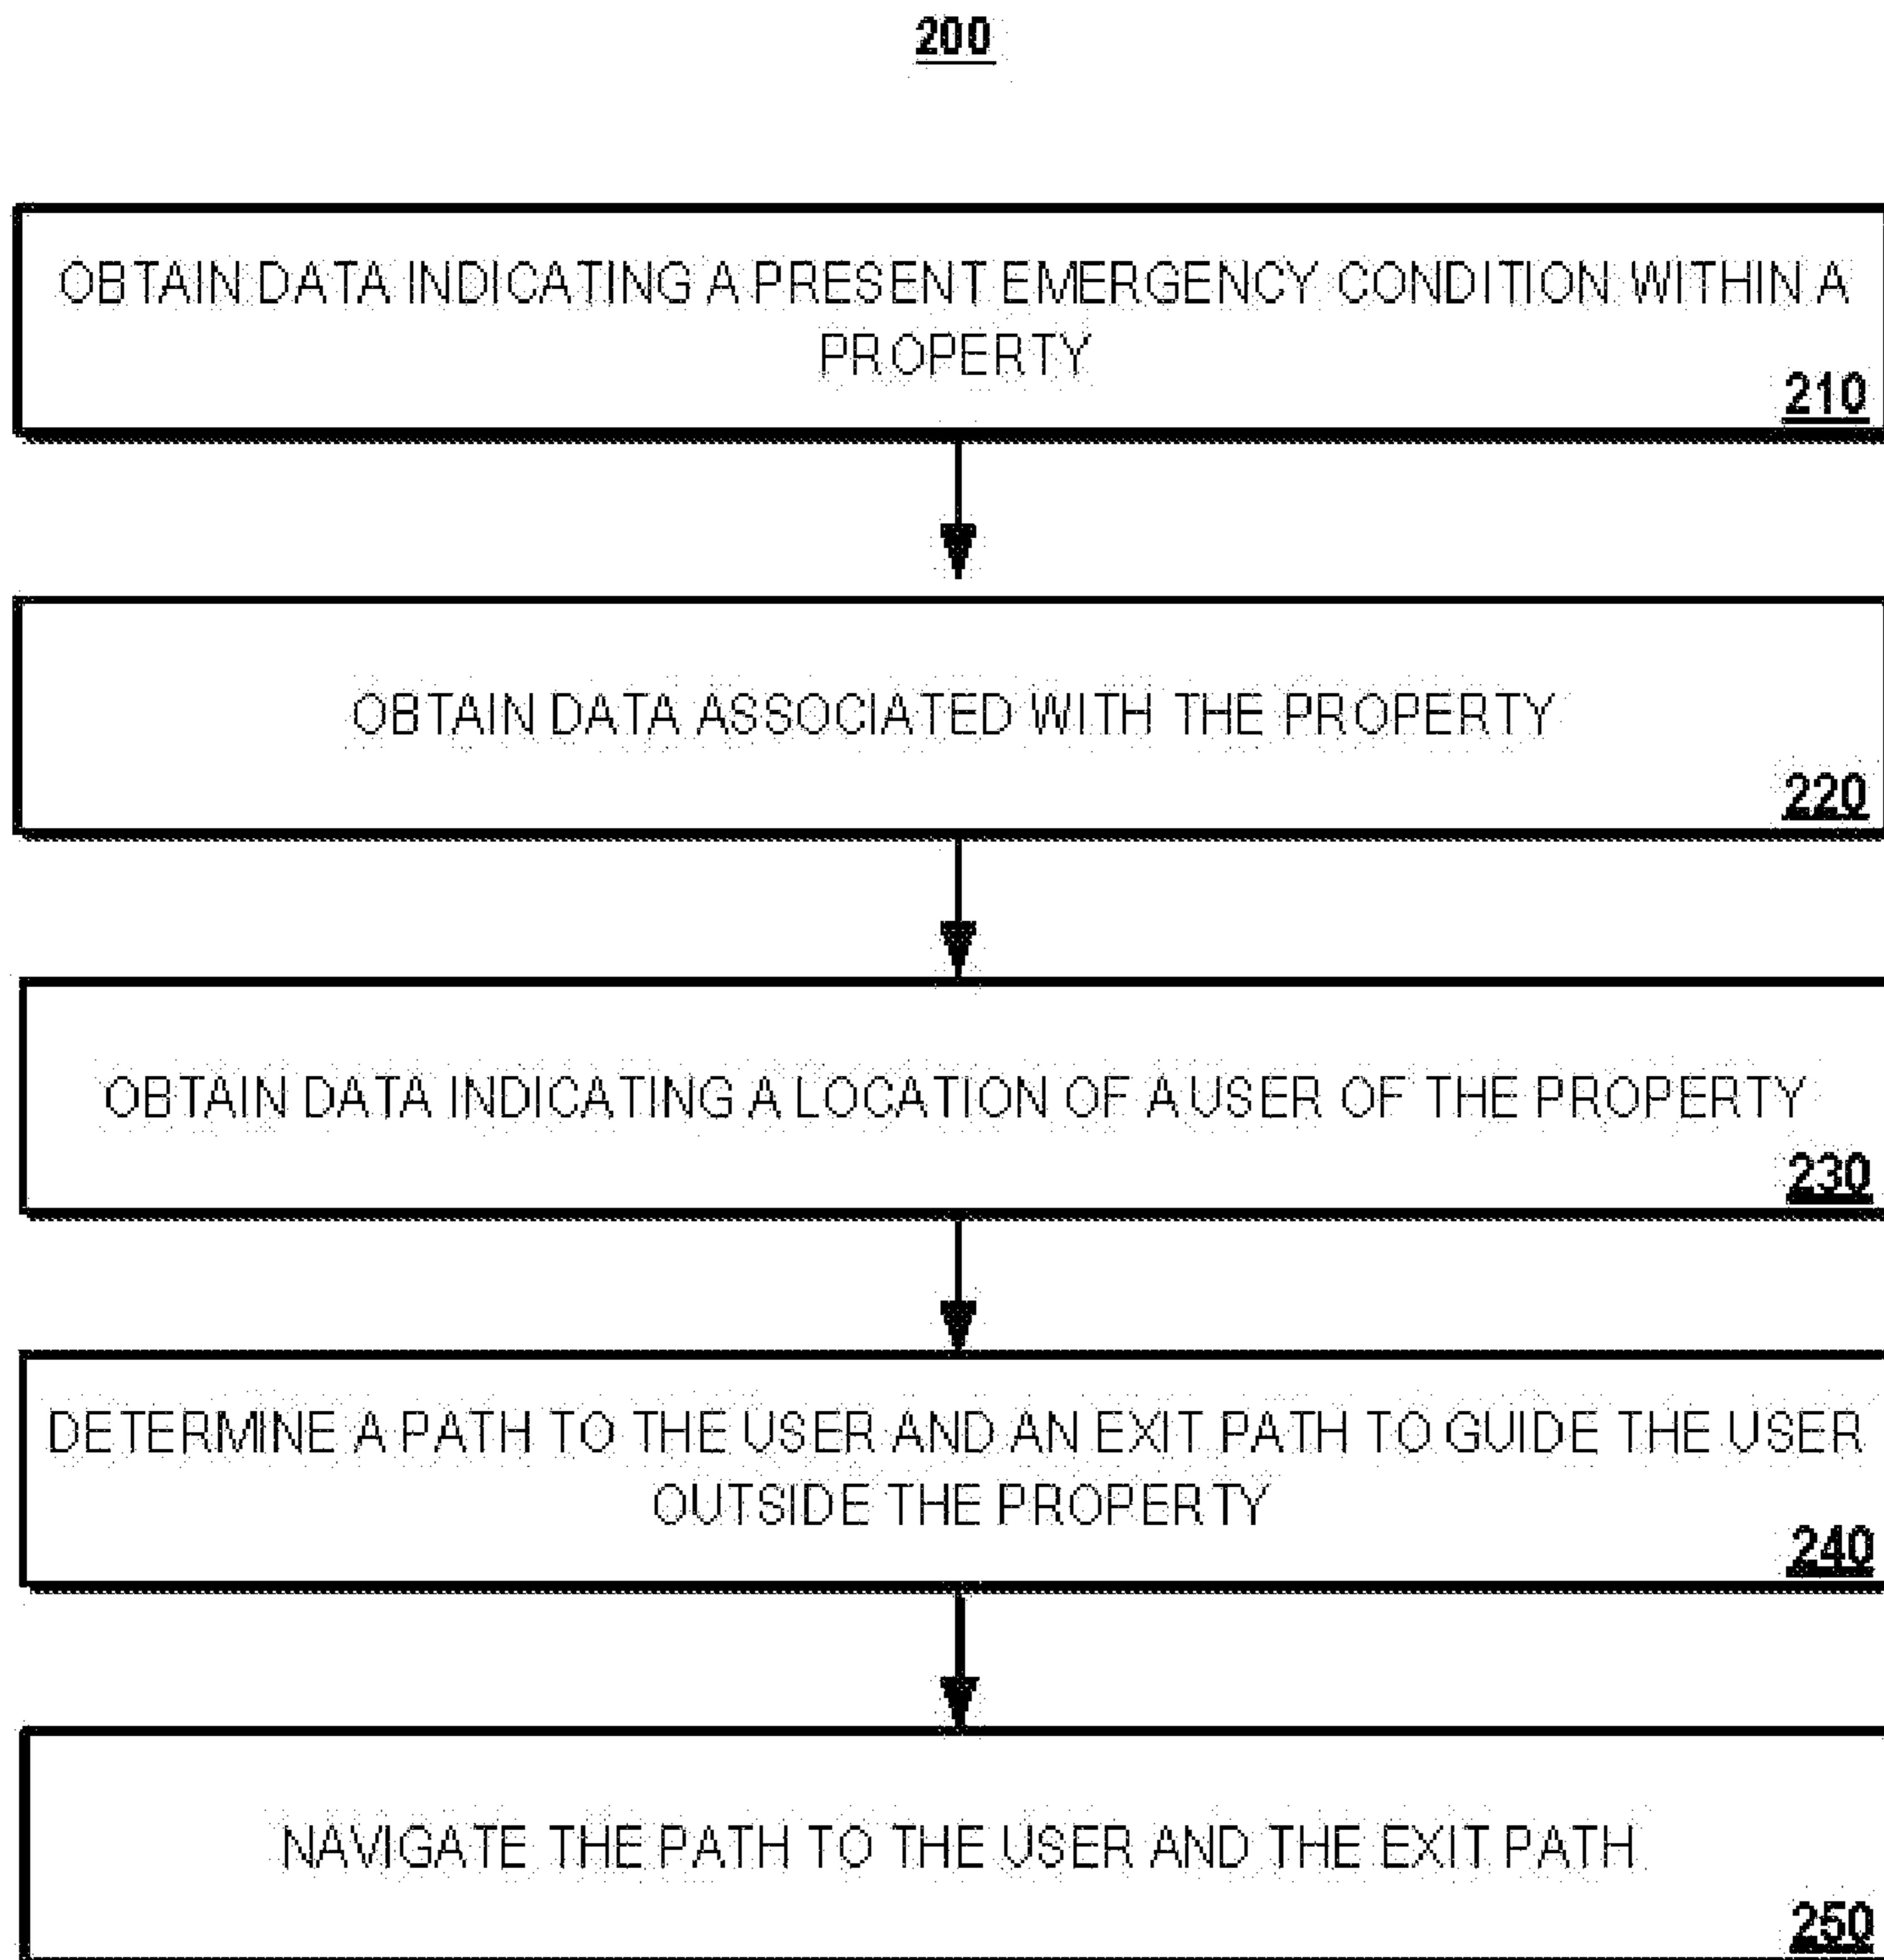 200
OBTAIN DATA INDICATING A PRESENT EMERGENCY CONDITION WITHIN A
PROPERTY
210
OBTAIN DATA ASSOCIATED WITH THE PROPERTY
220
OBTAIN DATA INDICATING A LOCATION OF A USER OF THE PROPERTY
230
DETERMINE A PATH TO THE USER AND AN EXIT PATH TO GUIDE THE USER
OUTSIDE THE PROPERTY
240
NAVIGATE THE PATH TO THE USER AND THE EXIT PATH
250